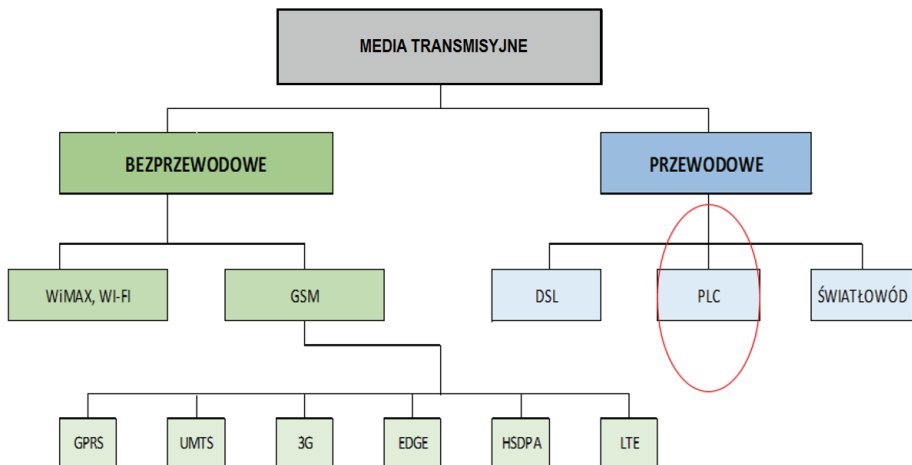 MEDIA TRANSMISYJNE
BEZPRZEWODOWE
PRZEWODOWE
WiMAX, WI-FI
GSM
DSL
PLC
ŚWIATŁOWÓD
GPRS
UMTS
3G
EDGE
HSDPA
LTE